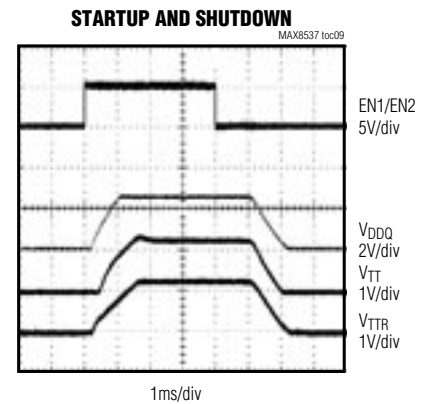 STARTUP AND SHUTDOWN
MAX8537 toc09
EN1/EN2
5V/div
VDDQ
2V/div
VTT
1V/div
VTTR
1V/div
1ms/div